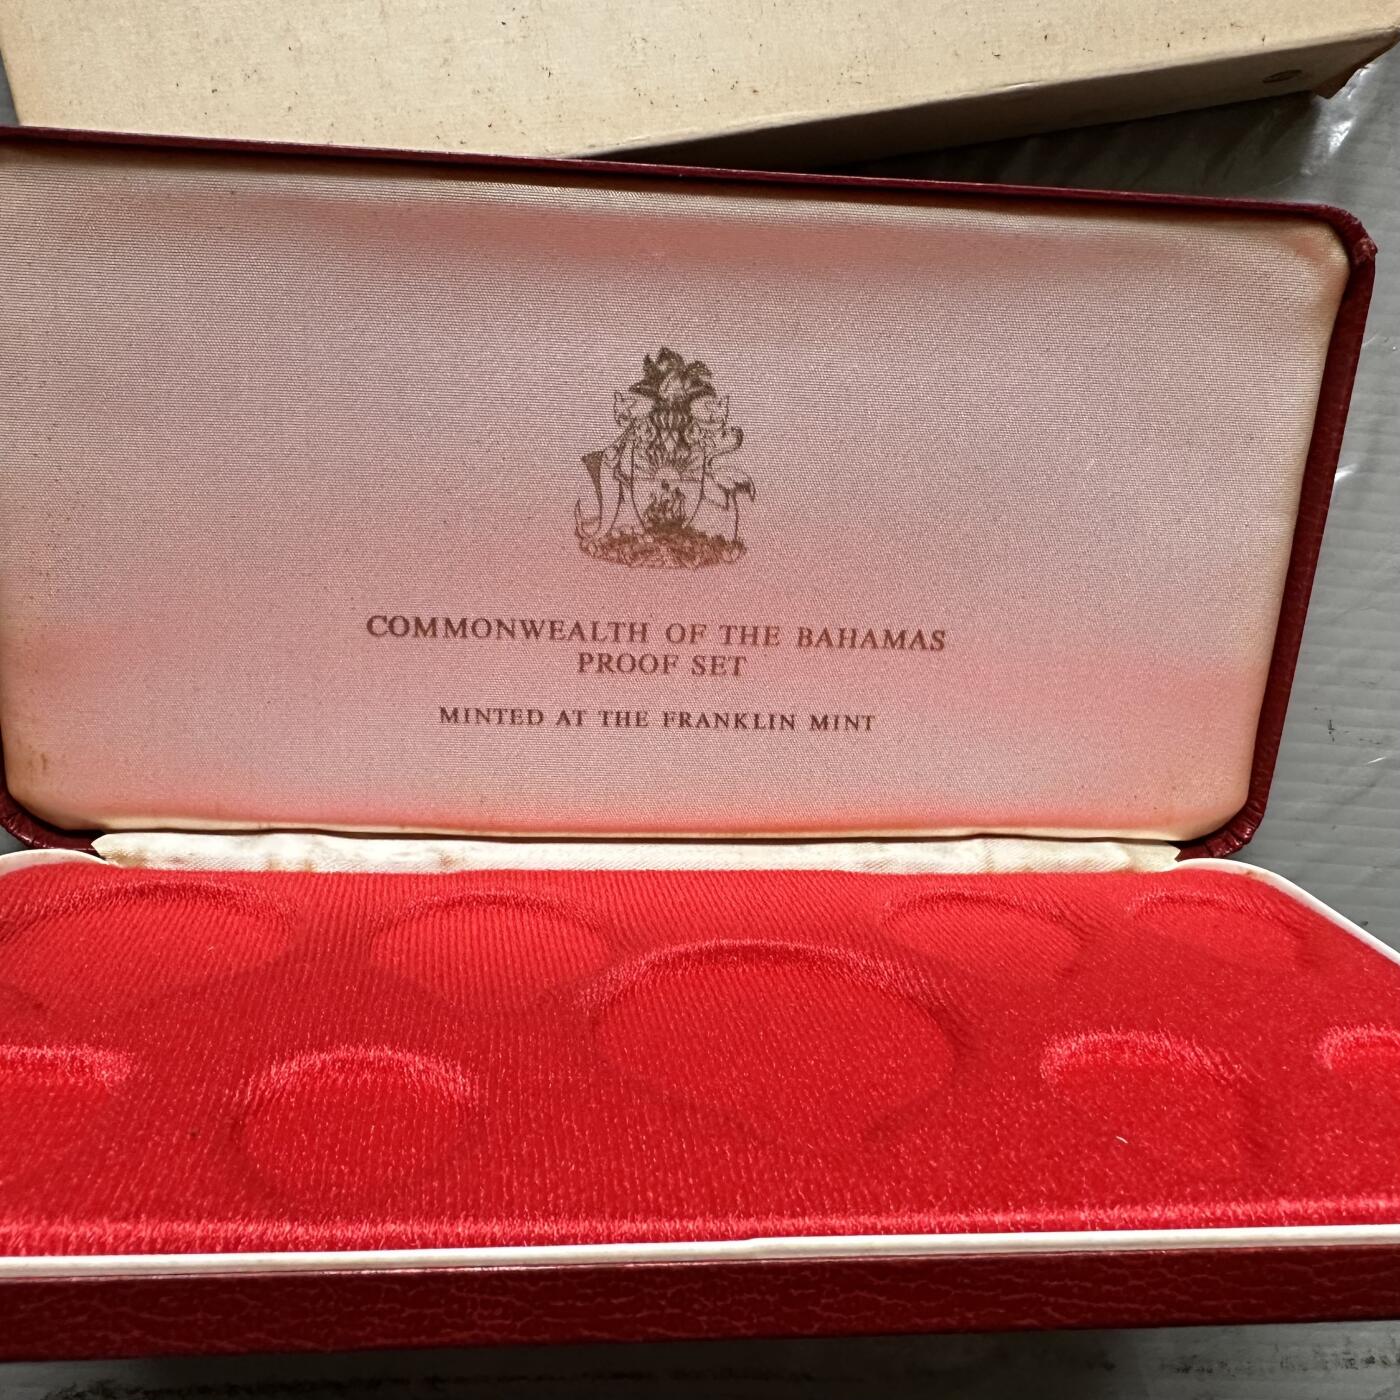 COMMONWEALTH OF THE BAHAMAS
PROOF SET
MINTED AT THE FRANKLIN MINT